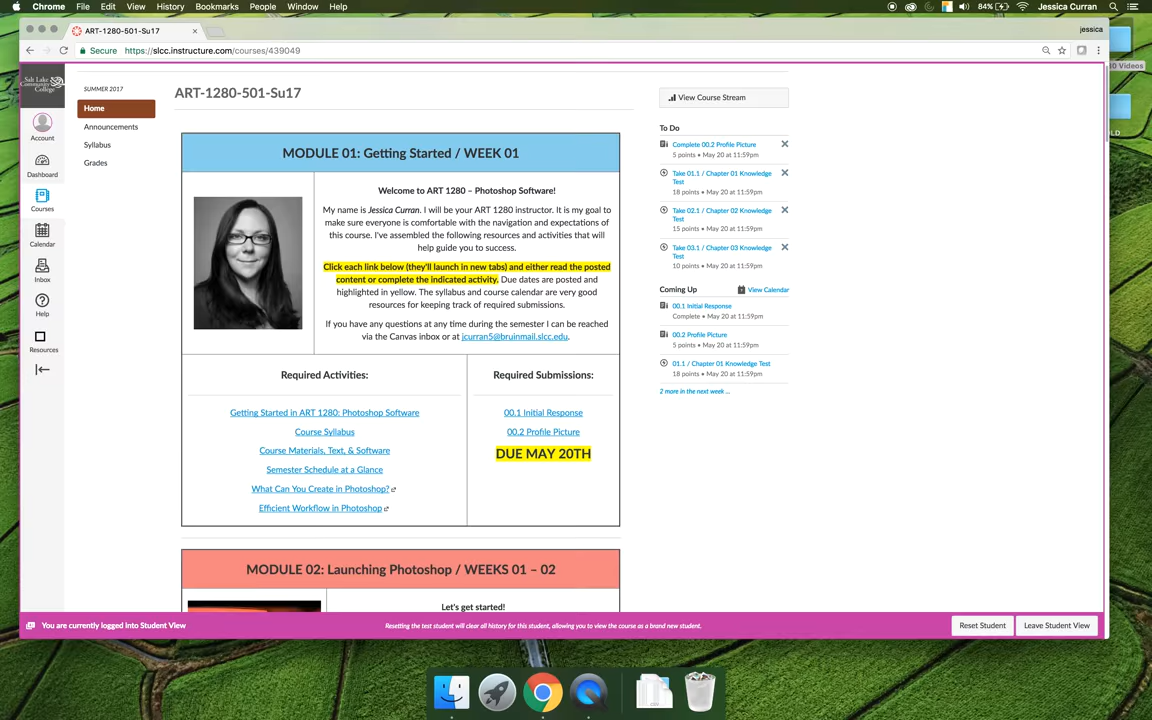 Chrome File Edit View History Bookmarks People Window Help 84% Jessica Curran
ART-1280-501-Su17
jessica
Secure https://slcc.instructure.com/courses/439049
Salt Lake
Community
College
SUMMER 2017
Home
Announcements
Syllabus
Grades
Account
Dashboard
Courses
Calendar
Inbox
Help
Resources
ART-1280-501-Su17
MODULE 01: Getting Started / WEEK 01
Welcome to ART 1280 – Photoshop Software!
My name is Jessica Curran. I will be your ART 1280 instructor. It is my goal to
make sure everyone is comfortable with the navigation and expectations of
this course. I've assembled the following resources and activities that will
help guide you to success.
Click each link below (they'll launch in new tabs) and either read the posted
content or complete the indicated activity. Due dates are posted and
highlighted in yellow. The syllabus and course calendar are very good
resources for keeping track of required submissions.
If you have any questions at any time during the semester I can be reached
via the Canvas inbox or at jcurran5@bruinmail.slcc.edu.
Required Activities:
Getting Started in ART 1280: Photoshop Software
Course Syllabus
Course Materials, Text, & Software
Semester Schedule at a Glance
What Can You Create in Photoshop?
Efficient Workflow in Photoshop
Required Submissions:
00.1 Initial Response
00.2 Profile Picture
DUE MAY 20TH
MODULE 02: Launching Photoshop / WEEKS 01 – 02
Let's get started!
View Course Stream
To Do
Complete 00.2 Profile Picture
5 points • May 20 at 11:59pm
Take 01.1 / Chapter 01 Knowledge
Test
18 points • May 20 at 11:59pm
Take 02.1 / Chapter 02 Knowledge
Test
15 points • May 20 at 11:59pm
Take 03.1 / Chapter 03 Knowledge
Test
10 points • May 20 at 11:59pm
Coming Up View Calendar
00.1 Initial Response
Complete • May 20 at 11:59pm
00.2 Profile Picture
5 points • May 20 at 11:59pm
01.1 / Chapter 01 Knowledge Test
18 points • May 20 at 11:59pm
2 more in the next week ...
You are currently logged into Student View
Resetting the test student will clear all history for this student, allowing you to view the course as a brand new student.
Reset Student
Leave Student View